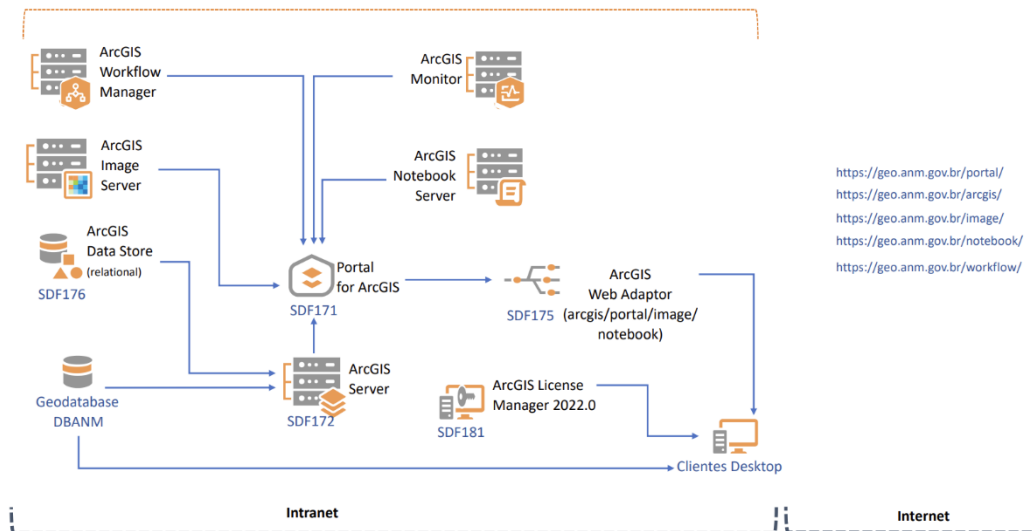 ArcGIS
Workflow
Manager
ArcGIS
Monitor
ArcGIS
Image
Server
ArcGIS
Notebook
Server
https://geo.anm.gov.br/portal/
https://geo.anm.gov.br/arcgis/
https://geo.anm.gov.br/image/
https://geo.anm.gov.br/notebook/
https://geo.anm.gov.br/workflow/
ArcGIS
Data Store
(relational)
SDF176
Portal
for ArcGIS
SDF171
SDF175
ArcGIS
Web Adaptor
(arcgis/portal/image/
notebook)
Geodatabase
DBANM
ArcGIS
Server
SDF172
ArcGIS License
Manager 2022.0
SDF181
Clientes Desktop
Intranet
Internet